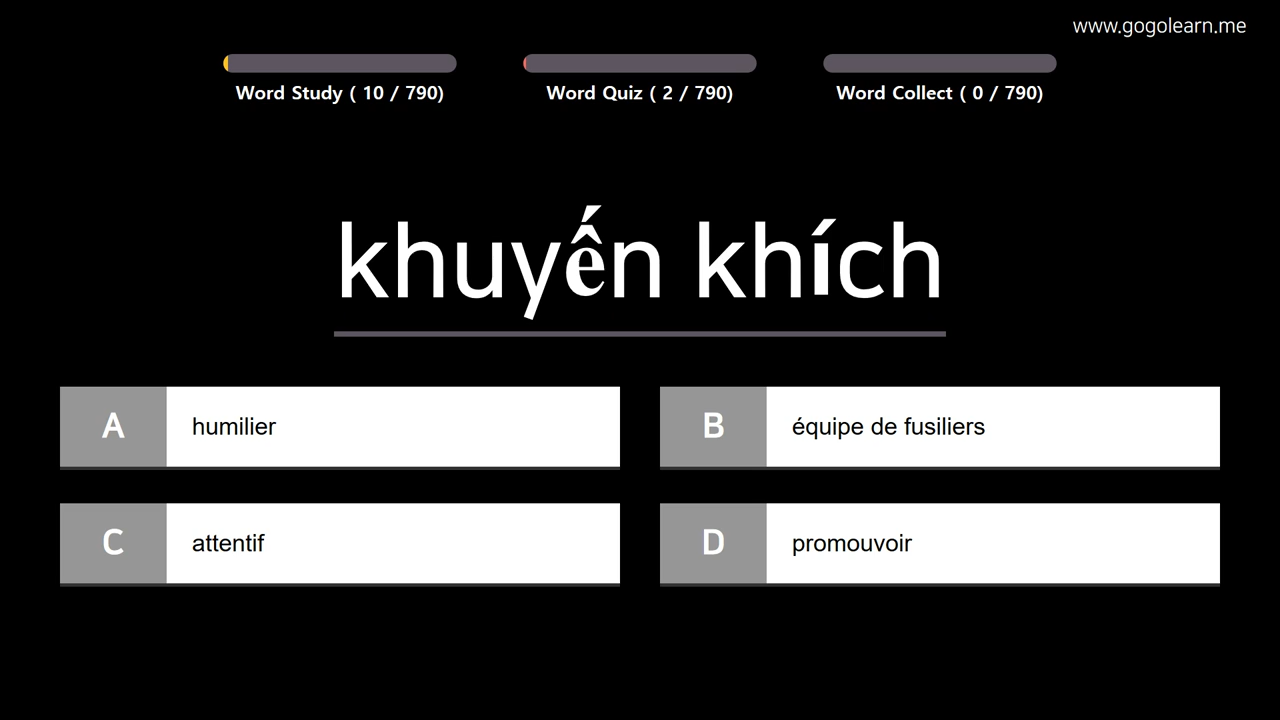 www.gogolearn.me
Word Study ( 10 / 790)
Word Quiz ( 2 / 790)
Word Collect ( 0 / 790)
khuyến khích
A humilier
B équipe de fusiliers
C attentif
D promouvoir